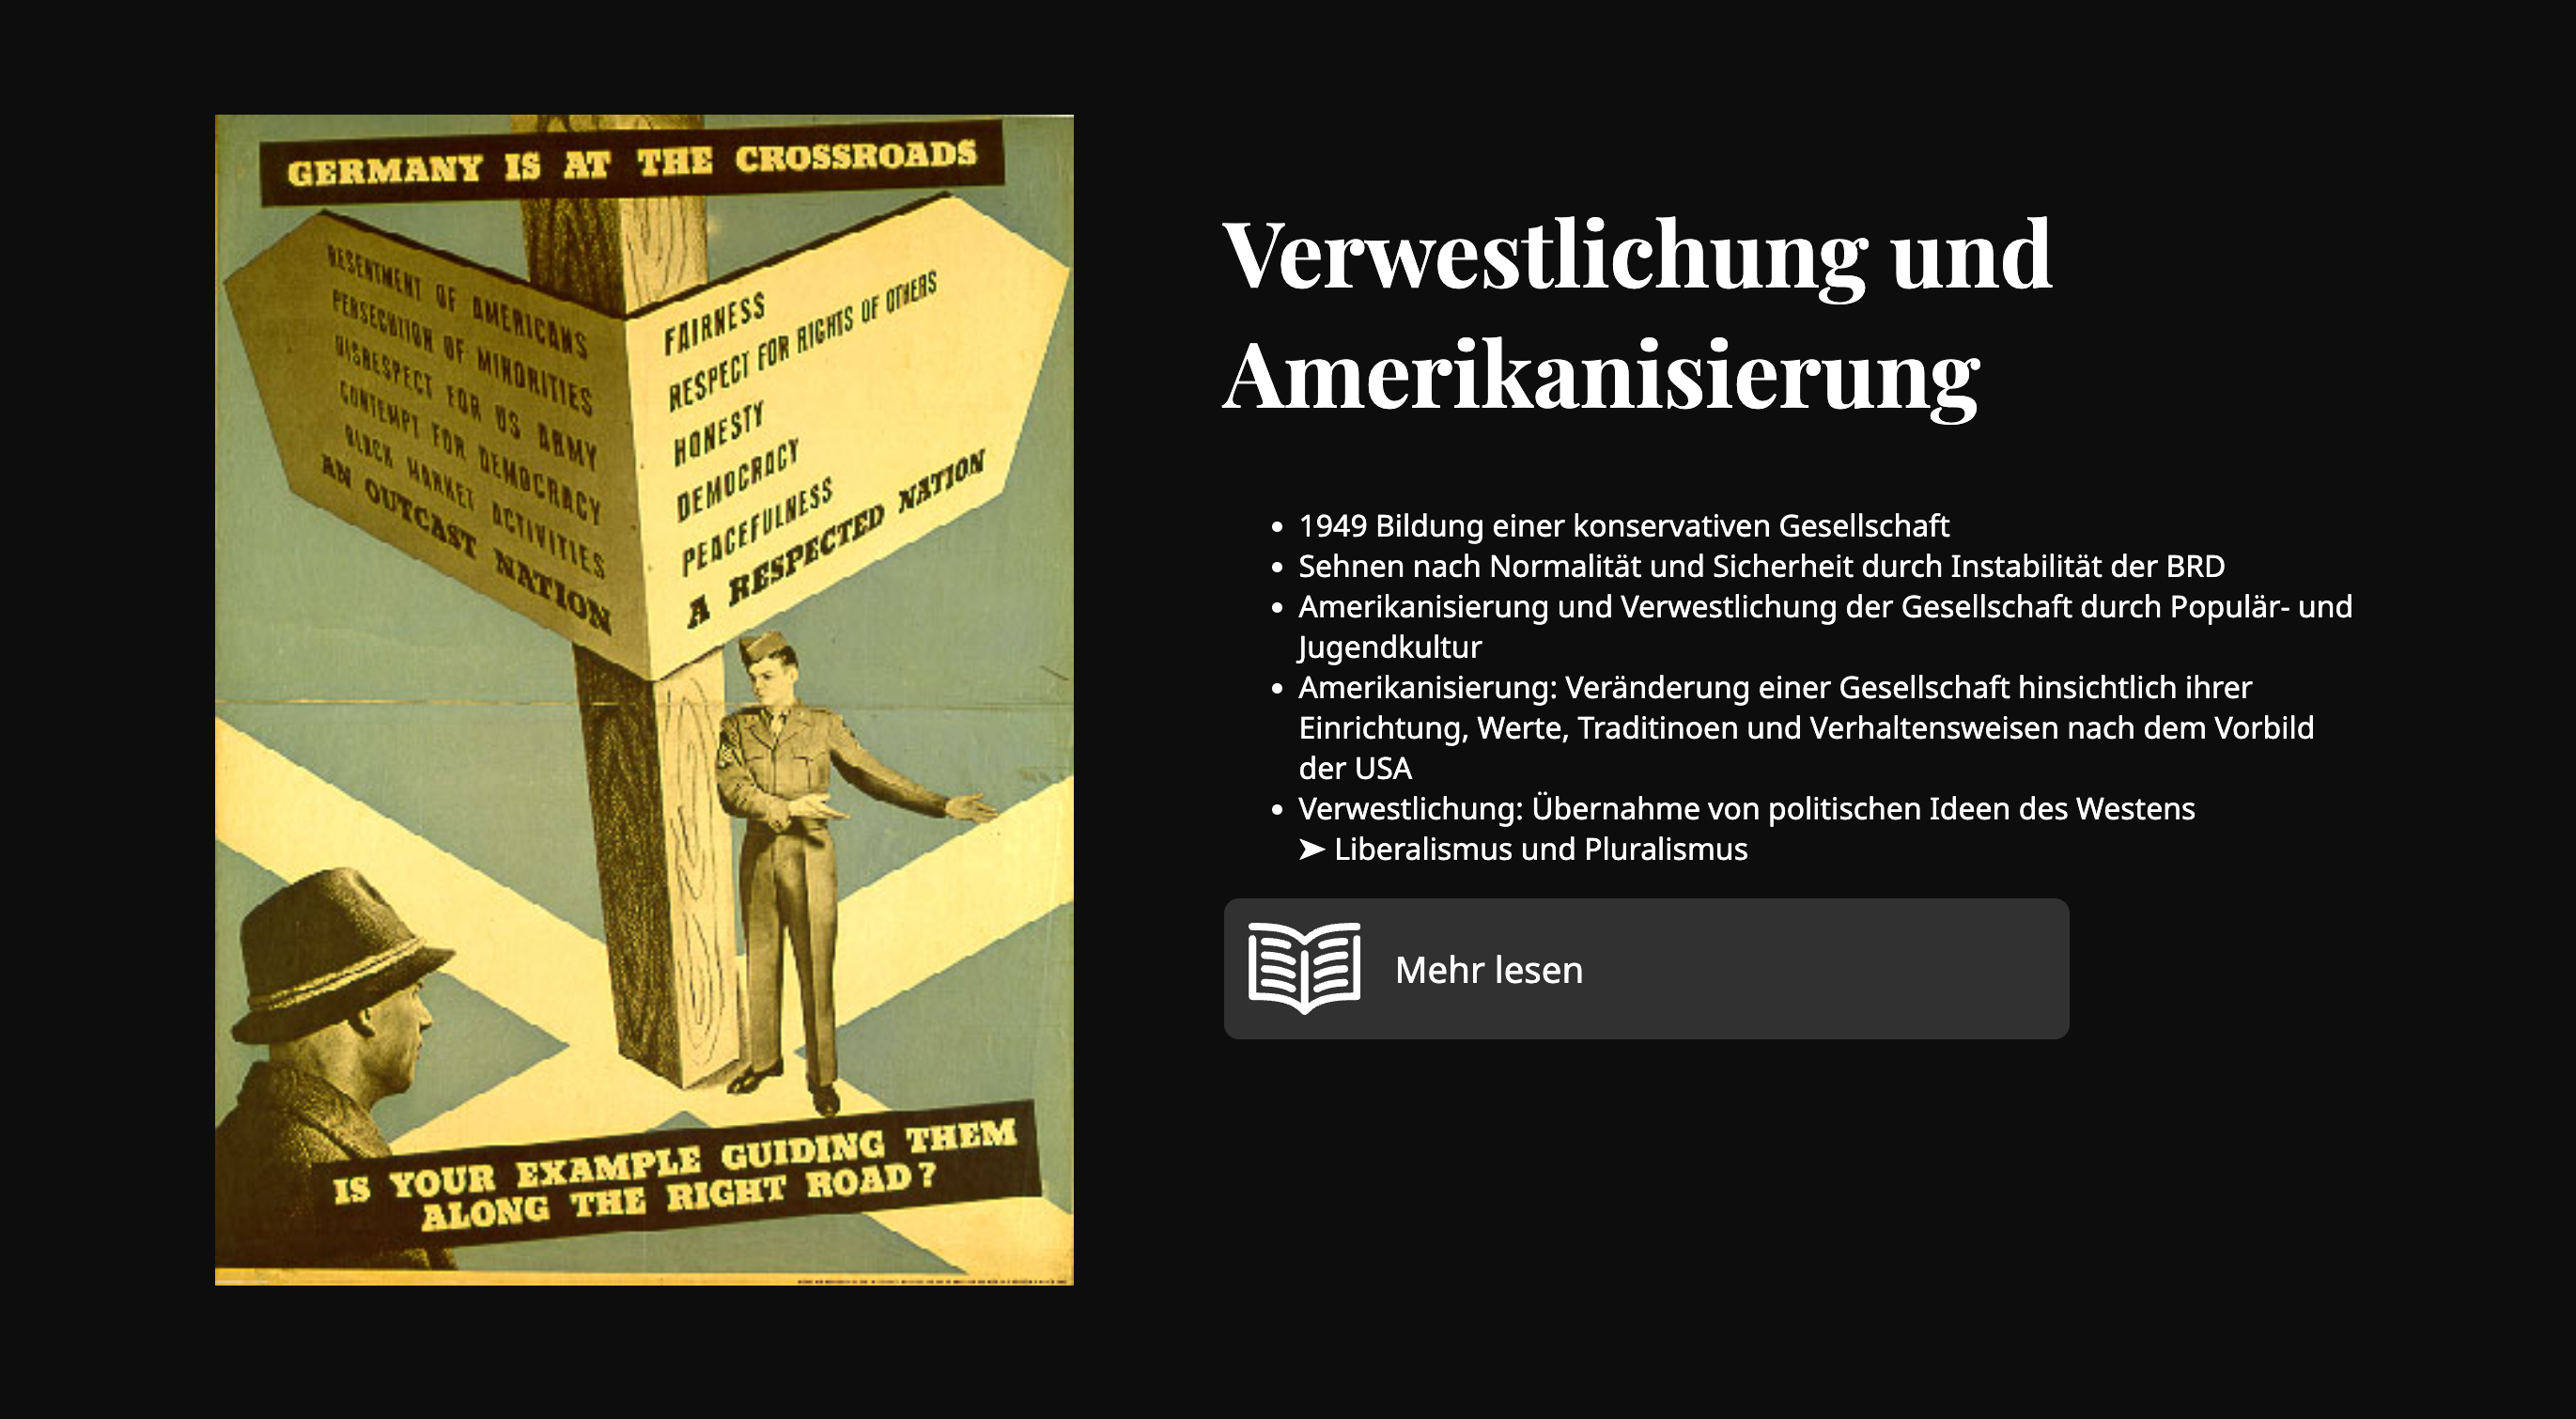 GERMANY IS AT THE CROSSROADS
RESENTMENT OF AMERICANS
PERSECUTION OF MINORITIES
DISRESPECT FOR US ARMY
CONTEMPT FOR DEMOCRACY
BLACK MARKET ACTIVITIES
AN OUTCAST NATION
FAIRNESS
RESPECT FOR RIGHTS OF OTHERS
HONESTY
DEMOCRACY
PEACEFULNESS
A RESPECTED NATION
IS YOUR EXAMPLE GUIDING THEM
ALONG THE RIGHT ROAD?
Verwestlichung und
Amerikanisierung
• 1949 Bildung einer konservativen Gesellschaft
• Sehnen nach Normalität und Sicherheit durch Instabilität der BRD
• Amerikanisierung und Verwestlichung der Gesellschaft durch Populär- und
Jugendkultur
• Amerikanisierung: Veränderung einer Gesellschaft hinsichtlich ihrer
Einrichtung, Werte, Traditinoen und Verhaltensweisen nach dem Vorbild
der USA
• Verwestlichung: Übernahme von politischen Ideen des Westens
➤ Liberalismus und Pluralismus
Mehr lesen